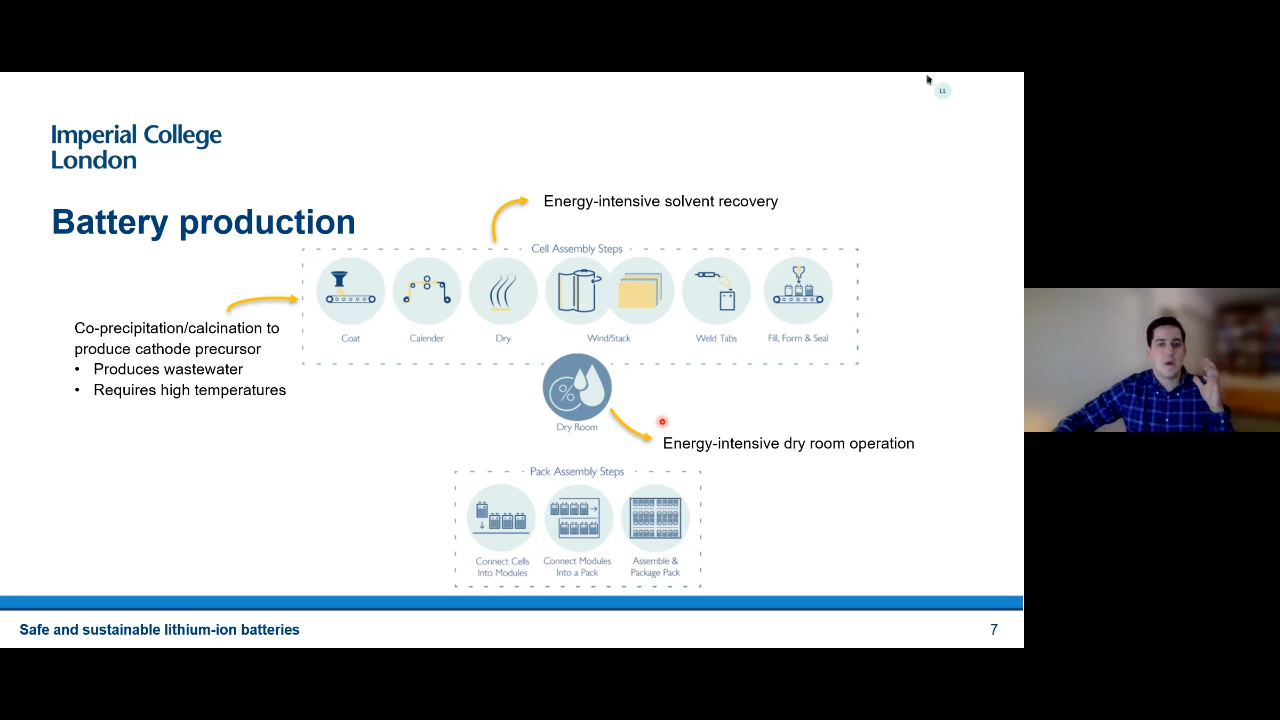 LL
Imperial College
London
Battery production
Energy-intensive solvent recovery
Cell Assembly Steps
Coat
Calender
Dry
Wind/Stack
Weld Tabs
Fill, Form & Seal
Co-precipitation/calcination to
produce cathode precursor
• Produces wastewater
• Requires high temperatures
%
Dry Room
Energy-intensive dry room operation
Pack Assembly Steps
Connect Cells
Into Modules
Connect Modules
Into a Pack
Assemble &
Package Pack
Safe and sustainable lithium-ion batteries
7